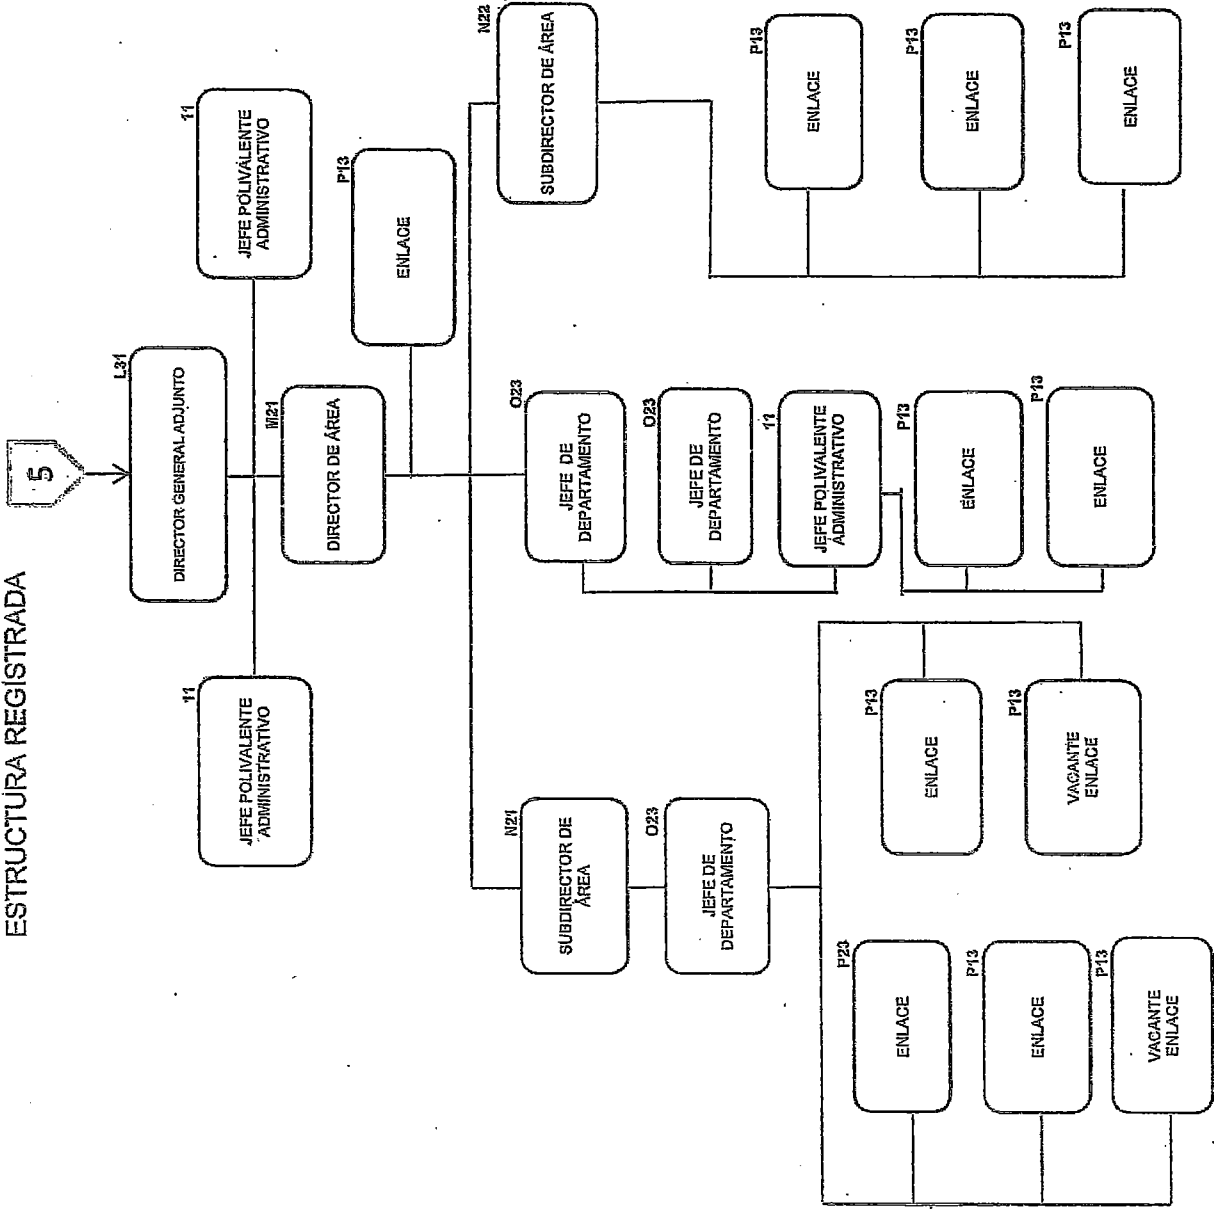 ESTRUCTURA REGISTRADA
5
L31
DIRECTOR GENERAL ADJUNTO
11
JEFE POLIVALENTE
ADMINISTRATIVO
11
JEFE POLIVALENTE
ADMINISTRATIVO
M21
DIRECTOR DE ÁREA
P13
ENLACE
N21
SUBDIRECTOR DE
ÁREA
O23
JEFE DE
DEPARTAMENTO
P23
ENLACE
P13
ENLACE
P13
VACANTE
ENLACE
P13
ENLACE
P13
VACANTE
ENLACE
O23
JEFE DE
DEPARTAMENTO
O23
JEFE DE
DEPARTAMENTO
11
JEFE POLIVALENTE
ADMINISTRATIVO
P13
ENLACE
P13
ENLACE
N22
SUBDIRECTOR DE ÁREA
P13
ENLACE
P13
ENLACE
P13
ENLACE